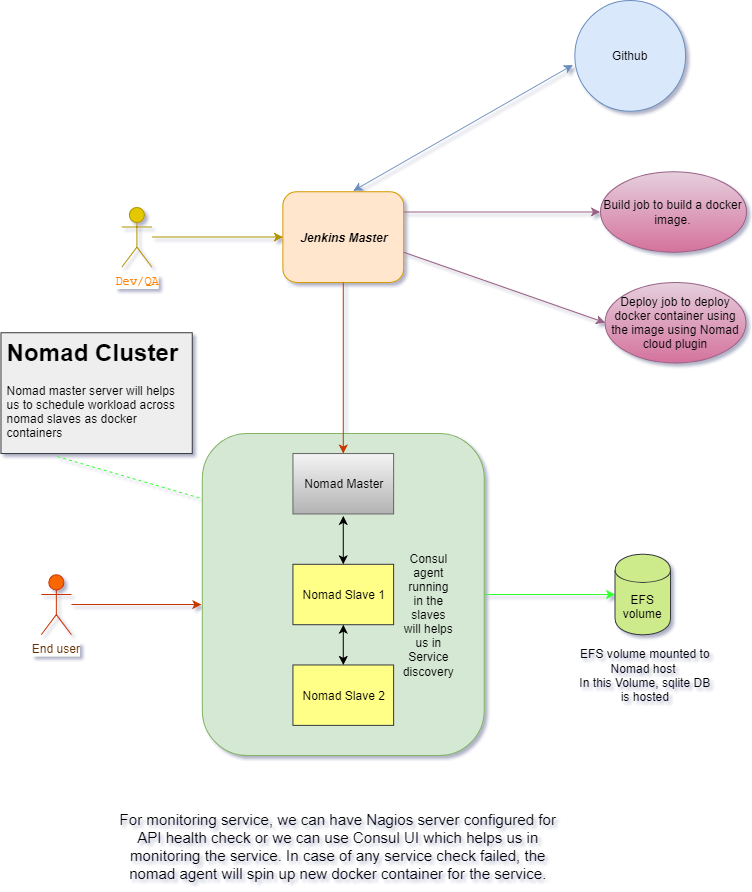 Github
Build job to build a docker
image.
Jenkins Master
Dev/QA
Deploy job to deploy
docker container using
the image using Nomad
cloud plugin
Nomad Cluster
Nomad master server will helps
us to schedule workload across
nomad slaves as docker
containers
Nomad Master
Consul
agent
running
in the
slaves
will helps
us in
Service
discovery
Nomad Slave 1
Nomad Slave 2
End user
EFS
volume
EFS volume mounted to
Nomad host
In this Volume, sqlite DB
is hosted
For monitoring service, we can have Nagios server configured for
API health check or we can use Consul UI which helps us in
monitoring the service. In case of any service check failed, the
nomad agent will spin up new docker container for the service.